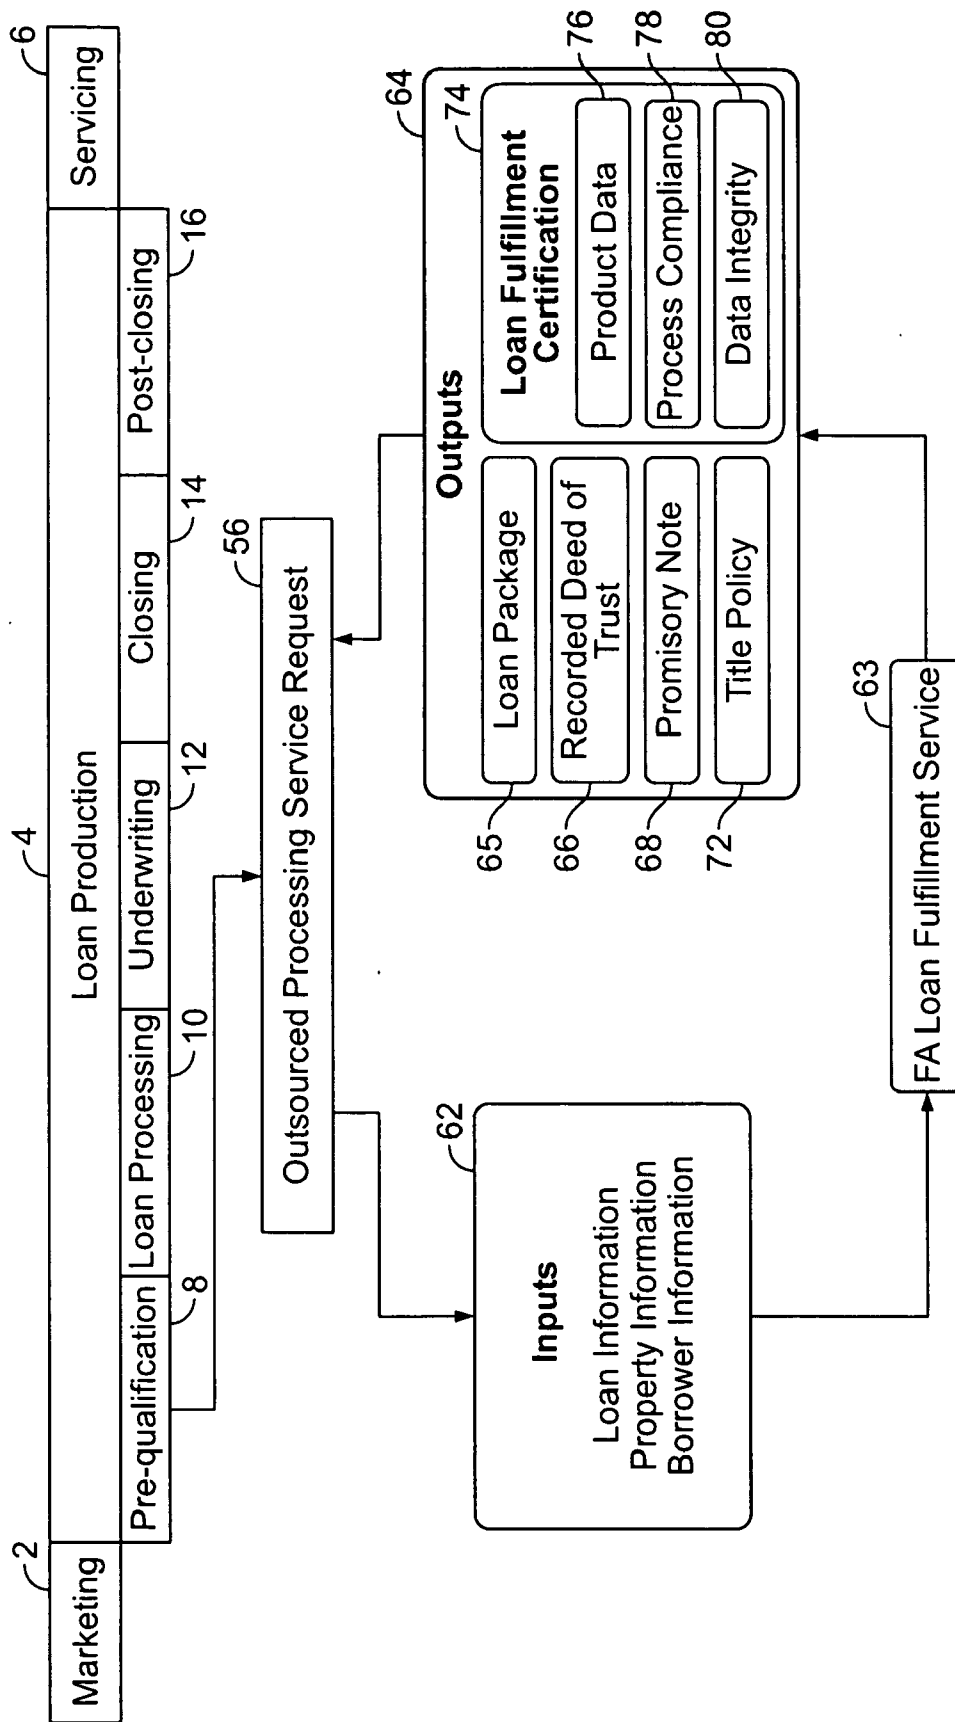 2
4
6
Marketing
Loan Production
Servicing
Pre-qualification
Loan Processing
Underwriting
Closing
Post-closing
8
10
12
14
16
56
Outsourced Processing Service Request
62
Inputs
Loan Information
Property Information
Borrower Information
64
Outputs
65
Loan Package
66
Recorded Deed of
Trust
68
Promisory Note
72
Title Policy
74
Loan Fulfillment
Certification
Product Data
76
Process Compliance
78
Data Integrity
80
63
FA Loan Fulfillment Service